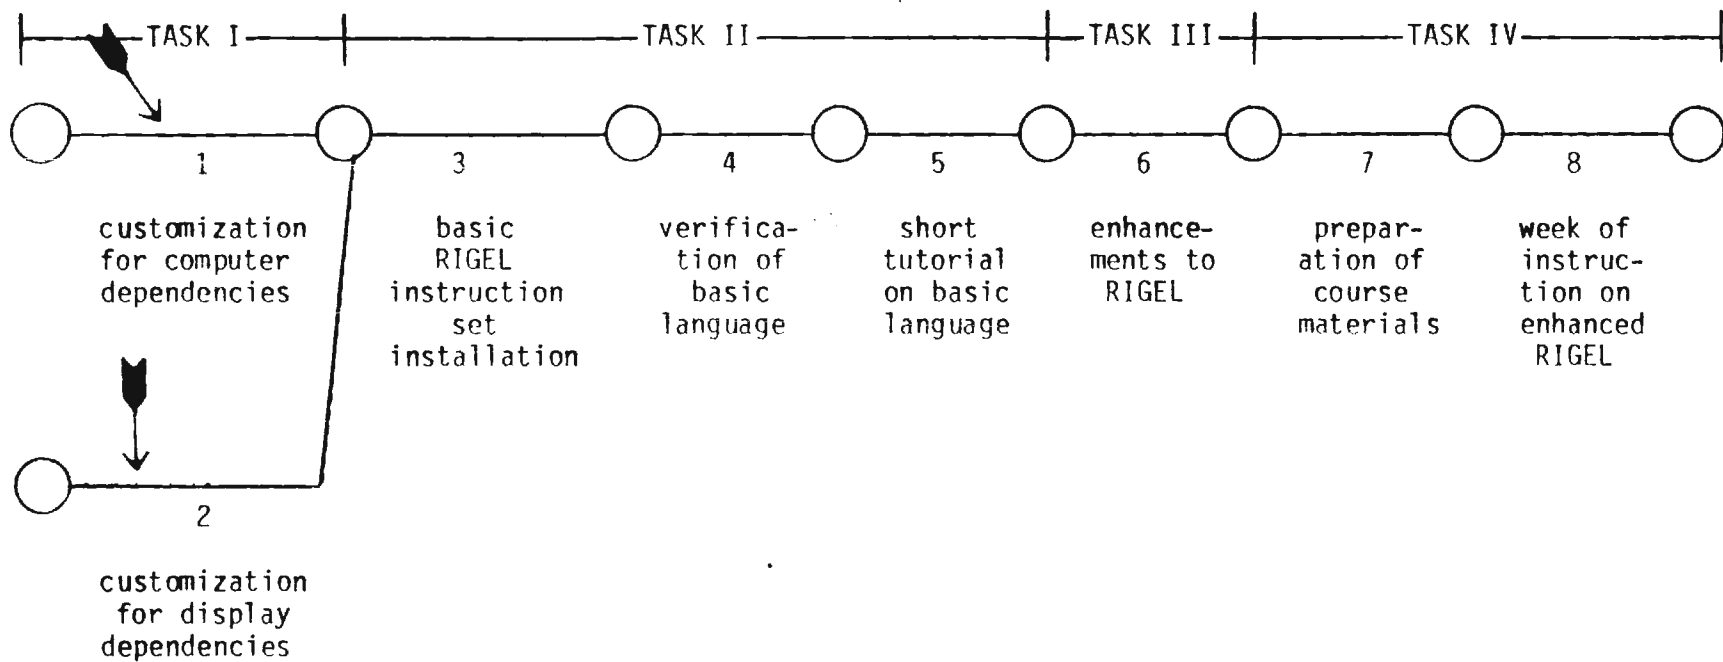 TASK I TASK II TASK III TASK IV
1 3 4 5 6 7 8
customization
for computer
dependencies
basic
RIGEL
instruction
set
installation
verifica-
tion of
basic
language
short
tutorial
on basic
language
enhance-
ments to
RIGEL
prepar-
ation of
course
materials
week of
instruc-
tion on
enhanced
RIGEL
2
customization
for display
dependencies